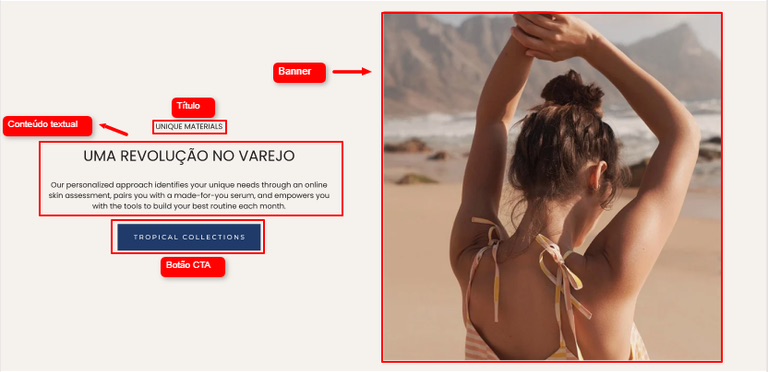 Banner
Título
Conteúdo textual
UNIQUE MATERIALS
UMA REVOLUÇÃO NO VAREJO
Our personalized approach identifies your unique needs through an online
skin assessment, pairs you with a made-for-you serum, and empowers you
with the tools to build your best routine each month.
TROPICAL COLLECTIONS
Botão CTA